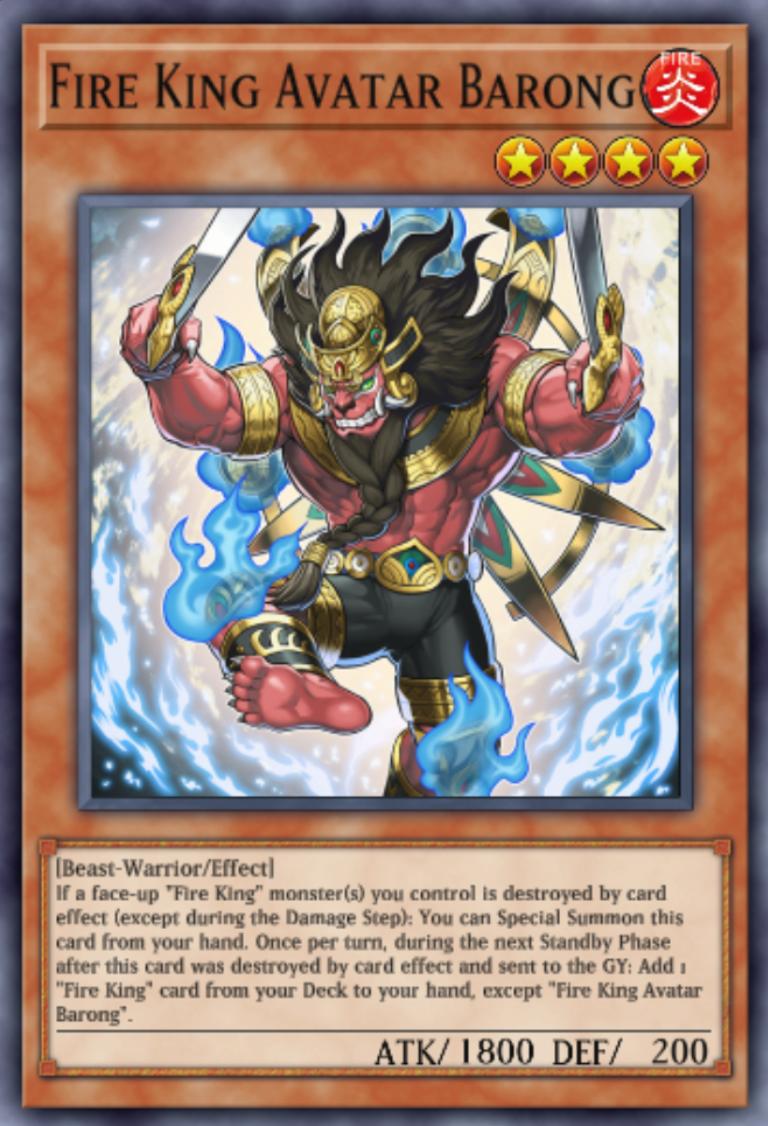 FIRE KING AVATAR BARONG
FIRE
炎
[Beast-Warrior/Effect]
If a face-up "Fire King" monster(s) you control is destroyed by card
effect (except during the Damage Step): You can Special Summon this
card from your hand. Once per turn, during the next Standby Phase
after this card was destroyed by card effect and sent to the GY: Add 1
"Fire King" card from your Deck to your hand, except "Fire King Avatar
Barong".
ATK/ 1800 DEF/ 200